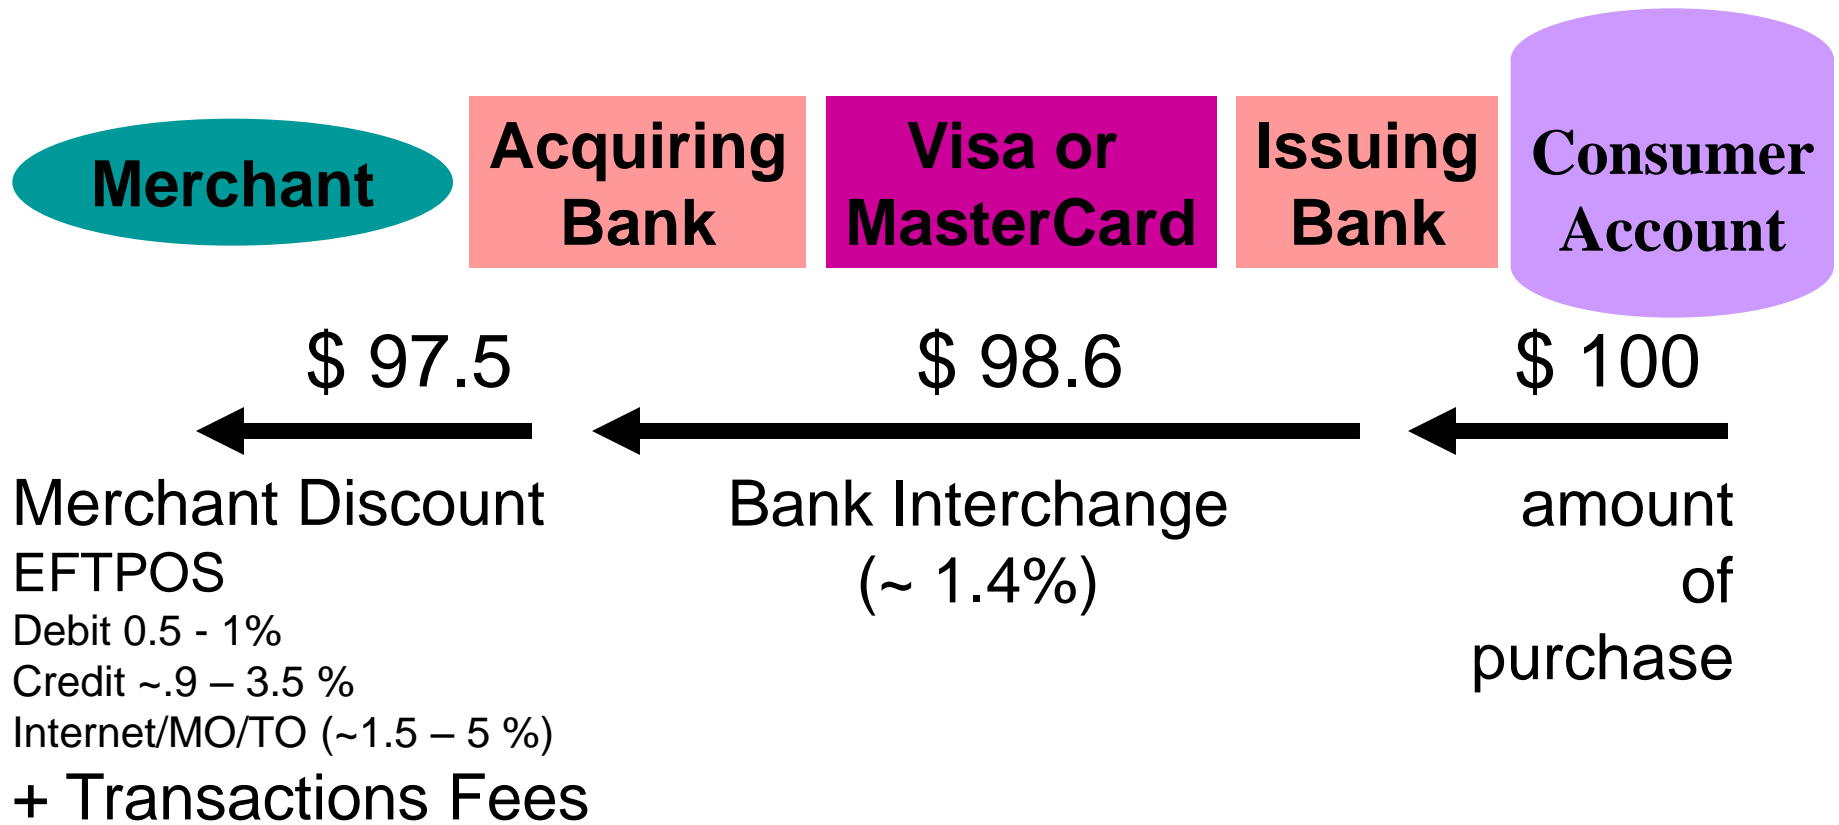 Merchant
Acquiring
Bank
Visa or
MasterCard
Issuing
Bank
Consumer
Account
$ 97.5
$ 98.6
$ 100
Merchant Discount
EFTPOS
Debit 0.5 - 1%
Credit ~.9 – 3.5 %
Internet/MO/TO (~1.5 – 5 %)
+ Transactions Fees
Bank Interchange
(~ 1.4%)
amount
of
purchase